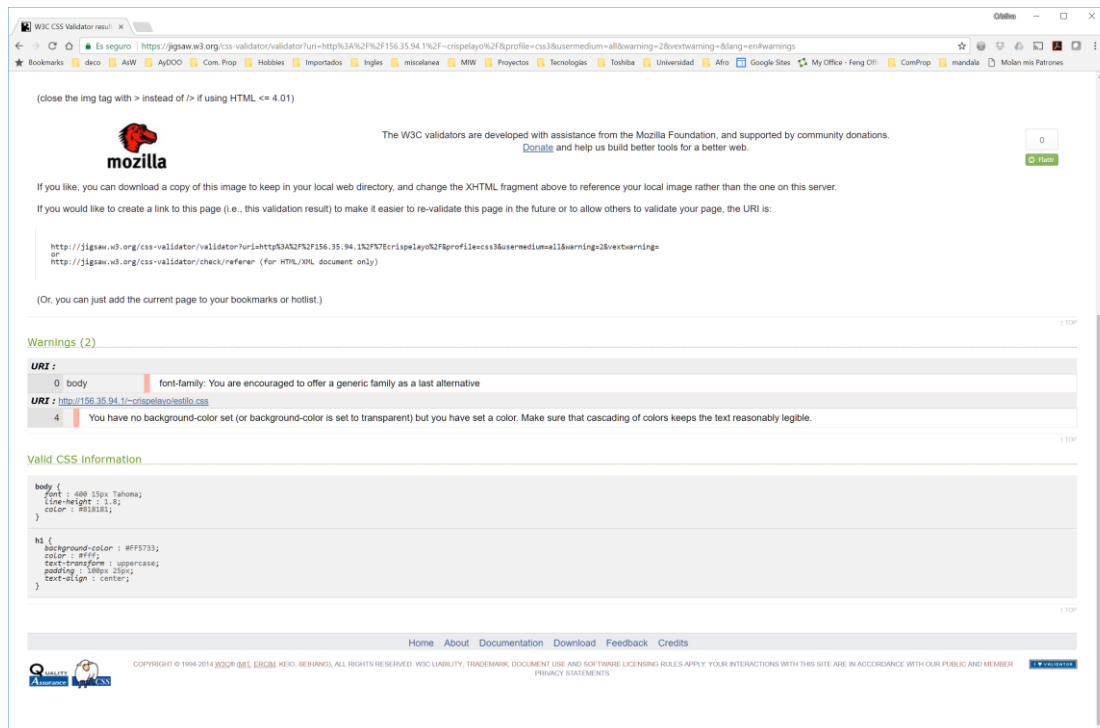 W3C CSS Validator result
Es seguro | https://jigsaw.w3.org/css-validator/validator?uri=http%3A%2F%2F156.35.94.1%2F~crispelayo%2F&profile=css3&usermedium=all&warning=2&vextwarning=&lang=en#warnings
Bookmarks deco AsW AyDOO Com. Prop Hobbies Importados Ingles miscelanea MIW Proyectos Tecnologias Toshiba Universidad Afro Google Sites My Office - Feng Offi ComProp mandala Molan mis Patrones
(close the img tag with > instead of /> if using HTML <= 4.01)
mozilla
The W3C validators are developed with assistance from the Mozilla Foundation, and supported by community donations.
Donate and help us build better tools for a better web.
0
Flattr
If you like, you can download a copy of this image to keep in your local web directory, and change the XHTML fragment above to reference your local image rather than the one on this server.
If you would like to create a link to this page (i.e., this validation result) to make it easier to re-validate this page in the future or to allow others to validate your page, the URI is:
http://jigsaw.w3.org/css-validator/validator?uri=http%3A%2F%2F156.35.94.1%2F%7Ecrispelayo%2F&profile=css3&usermedium=all&warning=2&vextwarning=
or
http://jigsaw.w3.org/css-validator/check/referer (for HTML/XML document only)
(Or, you can just add the current page to your bookmarks or hotlist.)
↑ TOP
Warnings (2)
URI :
0 body font-family: You are encouraged to offer a generic family as a last alternative
URI : http://156.35.94.1/~crispelayo/estilo.css
4 You have no background-color set (or background-color is set to transparent) but you have set a color. Make sure that cascading of colors keeps the text reasonably legible.
↑ TOP
Valid CSS information
body {
font : 400 15px Tahoma;
line-height : 1.8;
color : #818181;
}
h1 {
background-color : #FF5733;
color : #fff;
text-transform : uppercase;
padding : 100px 25px;
text-align : center;
}
↑ TOP
Home About Documentation Download Feedback Credits
QUALITY
Assurance
CSS
COPYRIGHT © 1994-2014 W3C® (MIT, ERCIM, KEIO, BEIHANG), ALL RIGHTS RESERVED. W3C LIABILITY, TRADEMARK, DOCUMENT USE AND SOFTWARE LICENSING RULES APPLY. YOUR INTERACTIONS WITH THIS SITE ARE IN ACCORDANCE WITH OUR PUBLIC AND MEMBER
PRIVACY STATEMENTS.
I ♥ VALIDATOR